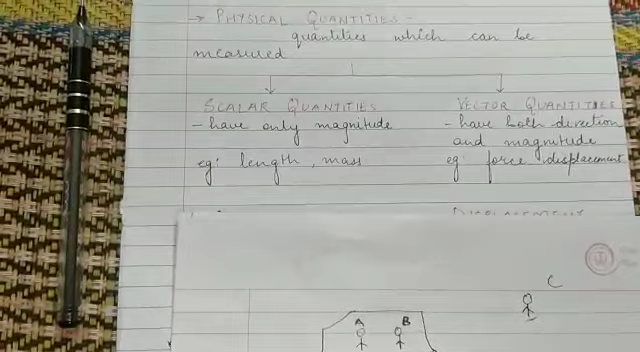 → PHYSICAL QUANTITIES -
quantities which can be
measured
SCALAR QUANTITIES
- have only magnitude
eg: length, mass
VECTOR QUANTITIES
- have both direction
and magnitude
eg: force displacement
C
A B